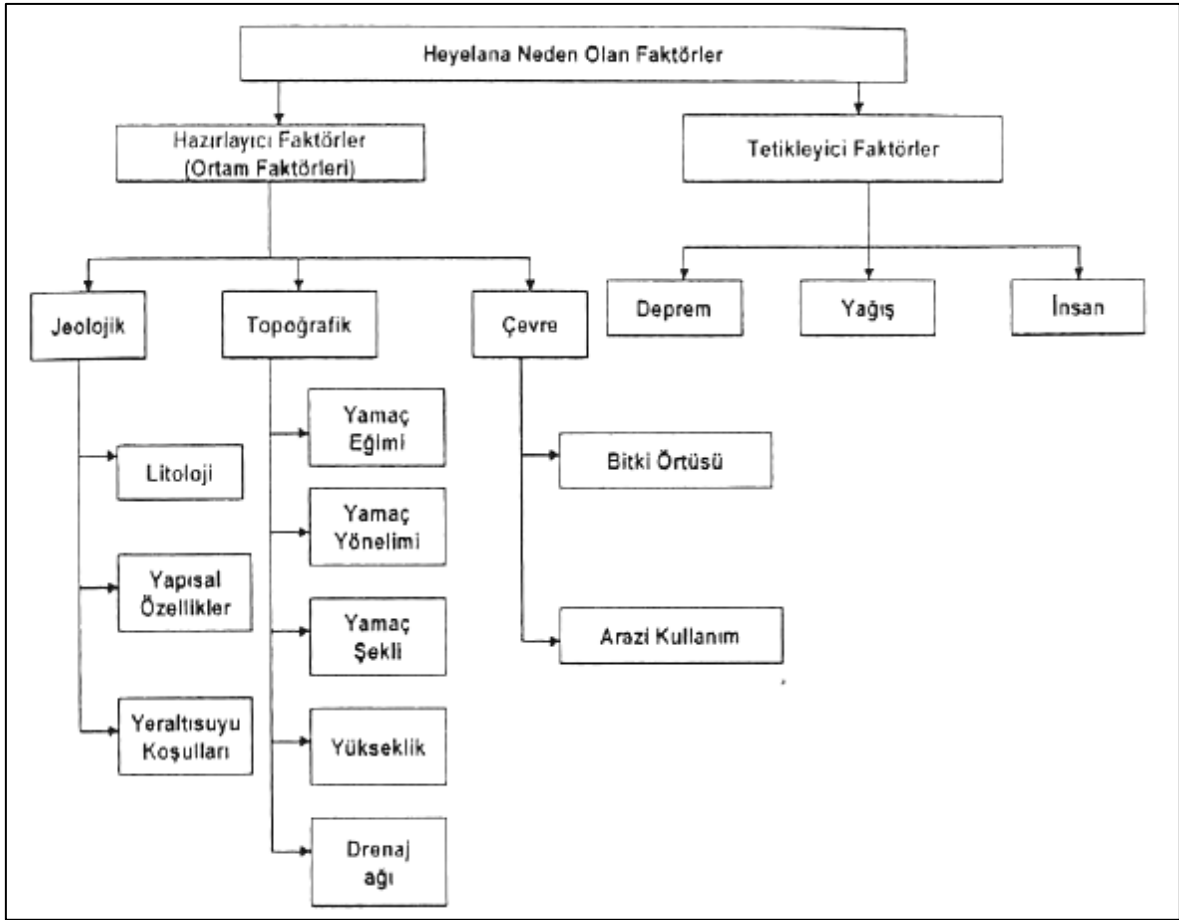 Heyelana Neden Olan Faktörler
Hazırlayıcı Faktörler
(Ortam Faktörleri)
Tetikleyici Faktörler
Jeolojik
Topoğrafik
Çevre
Deprem
Yağış
İnsan
Litoloji
Yapısal
Özellikler
Yeraltısuyu
Koşulları
Yamaç
Eğimi
Yamaç
Yönelimi
Yamaç
Şekli
Yükseklik
Drenaj
ağı
Bitki Örtüsü
Arazi Kullanım